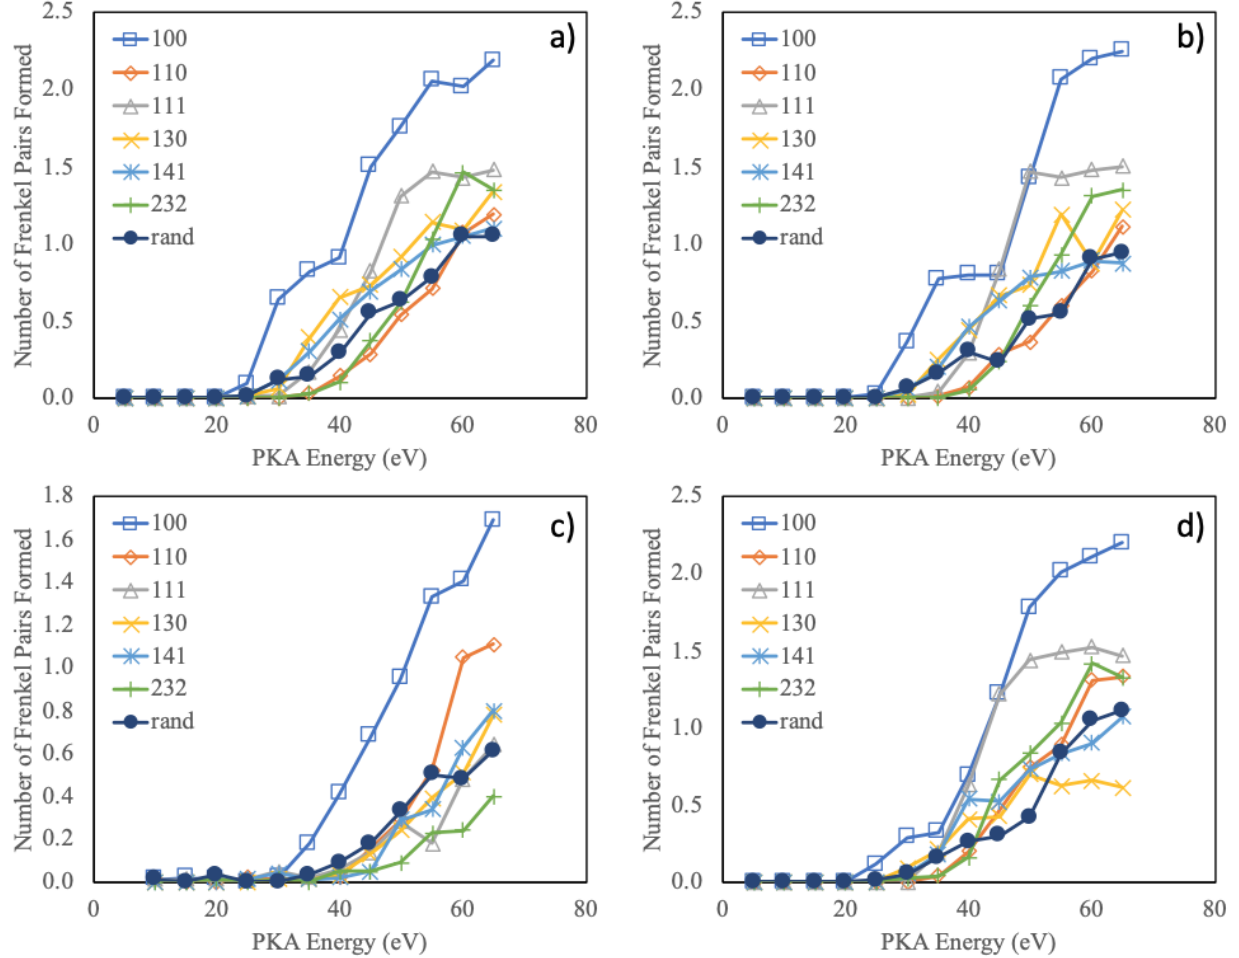 a)
Number of Frenkel Pairs Formed
2.5
2.0
1.5
1.0
0.5
0.0
100
110
111
130
141
232
rand
0 20 40 60 80
PKA Energy (eV)
b)
Number of Frenkel Pairs Formed
2.5
2.0
1.5
1.0
0.5
0.0
100
110
111
130
141
232
rand
0 20 40 60 80
PKA Energy (eV)
c)
Number of Frenkel Pairs Formed
1.8
1.6
1.4
1.2
1.0
0.8
0.6
0.4
0.2
0.0
100
110
111
130
141
232
rand
0 20 40 60 80
PKA Energy (eV)
d)
Number of Frenkel Pairs Formed
2.5
2.0
1.5
1.0
0.5
0.0
100
110
111
130
141
232
rand
0 20 40 60 80
PKA Energy (eV)